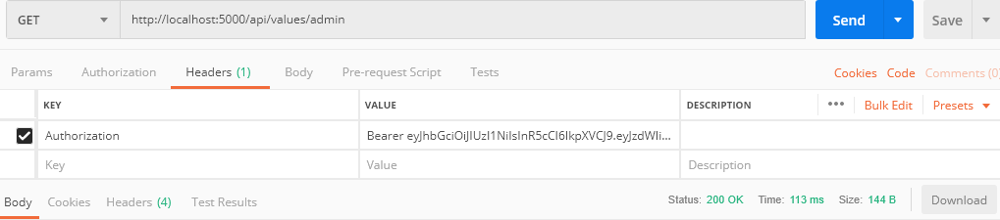 GET http://localhost:5000/api/values/admin Send Save
Params Authorization Headers (1) Body Pre-request Script Tests Cookies Code Comments (0)
KEY VALUE DESCRIPTION ••• Bulk Edit Presets
Authorization Bearer eyJhbGciOiJIUzI1NiIsInR5cCI6IkpXVCJ9.eyJzdWIi...
Key Value Description
Body Cookies Headers (4) Test Results Status: 200 OK Time: 113 ms Size: 144 B Download